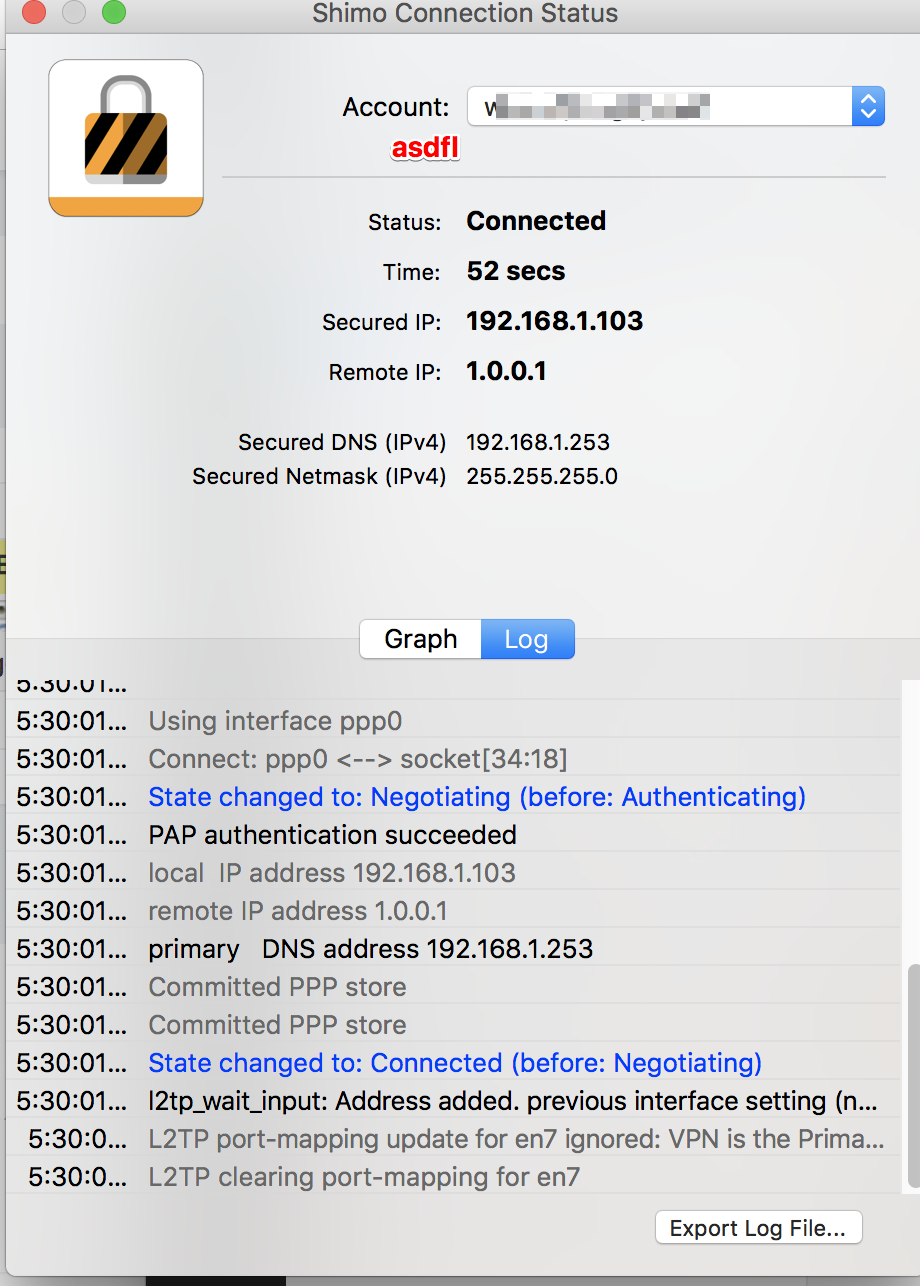 Shimo Connection Status
Account:
asdfl
Status: Connected
Time: 52 secs
Secured IP: 192.168.1.103
Remote IP: 1.0.0.1
Secured DNS (IPv4) 192.168.1.253
Secured Netmask (IPv4) 255.255.255.0
Graph Log
5:30:01...
5:30:01... Using interface ppp0
5:30:01... Connect: ppp0 <--> socket[34:18]
5:30:01... State changed to: Negotiating (before: Authenticating)
5:30:01... PAP authentication succeeded
5:30:01... local  IP address 192.168.1.103
5:30:01... remote IP address 1.0.0.1
5:30:01... primary   DNS address 192.168.1.253
5:30:01... Committed PPP store
5:30:01... Committed PPP store
5:30:01... State changed to: Connected (before: Negotiating)
5:30:01... l2tp_wait_input: Address added. previous interface setting (n...
5:30:0... L2TP port-mapping update for en7 ignored: VPN is the Prima...
5:30:0... L2TP clearing port-mapping for en7
Export Log File...